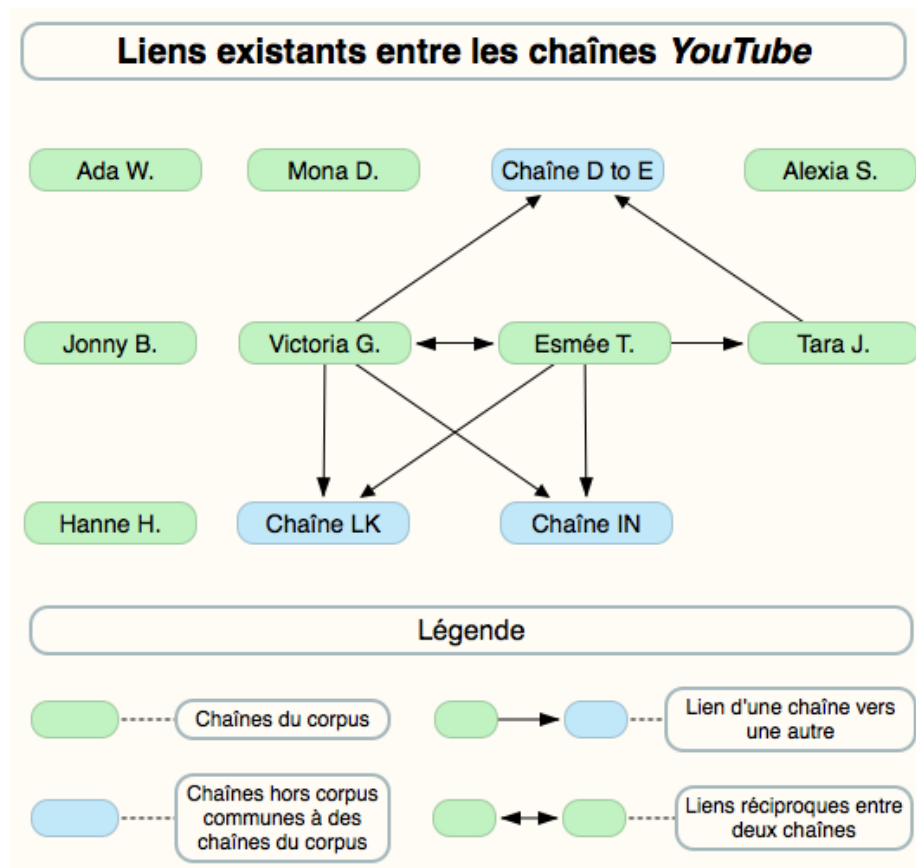 Liens existants entre les chaînes YouTube
Ada W.
Mona D.
Chaîne D to E
Alexia S.
Jonny B.
Victoria G.
Esmée T.
Tara J.
Hanne H.
Chaîne LK
Chaîne IN
Légende
Chaînes du corpus
Lien d'une chaîne vers
une autre
Chaînes hors corpus
communes à des
chaînes du corpus
Liens réciproques entre
deux chaînes